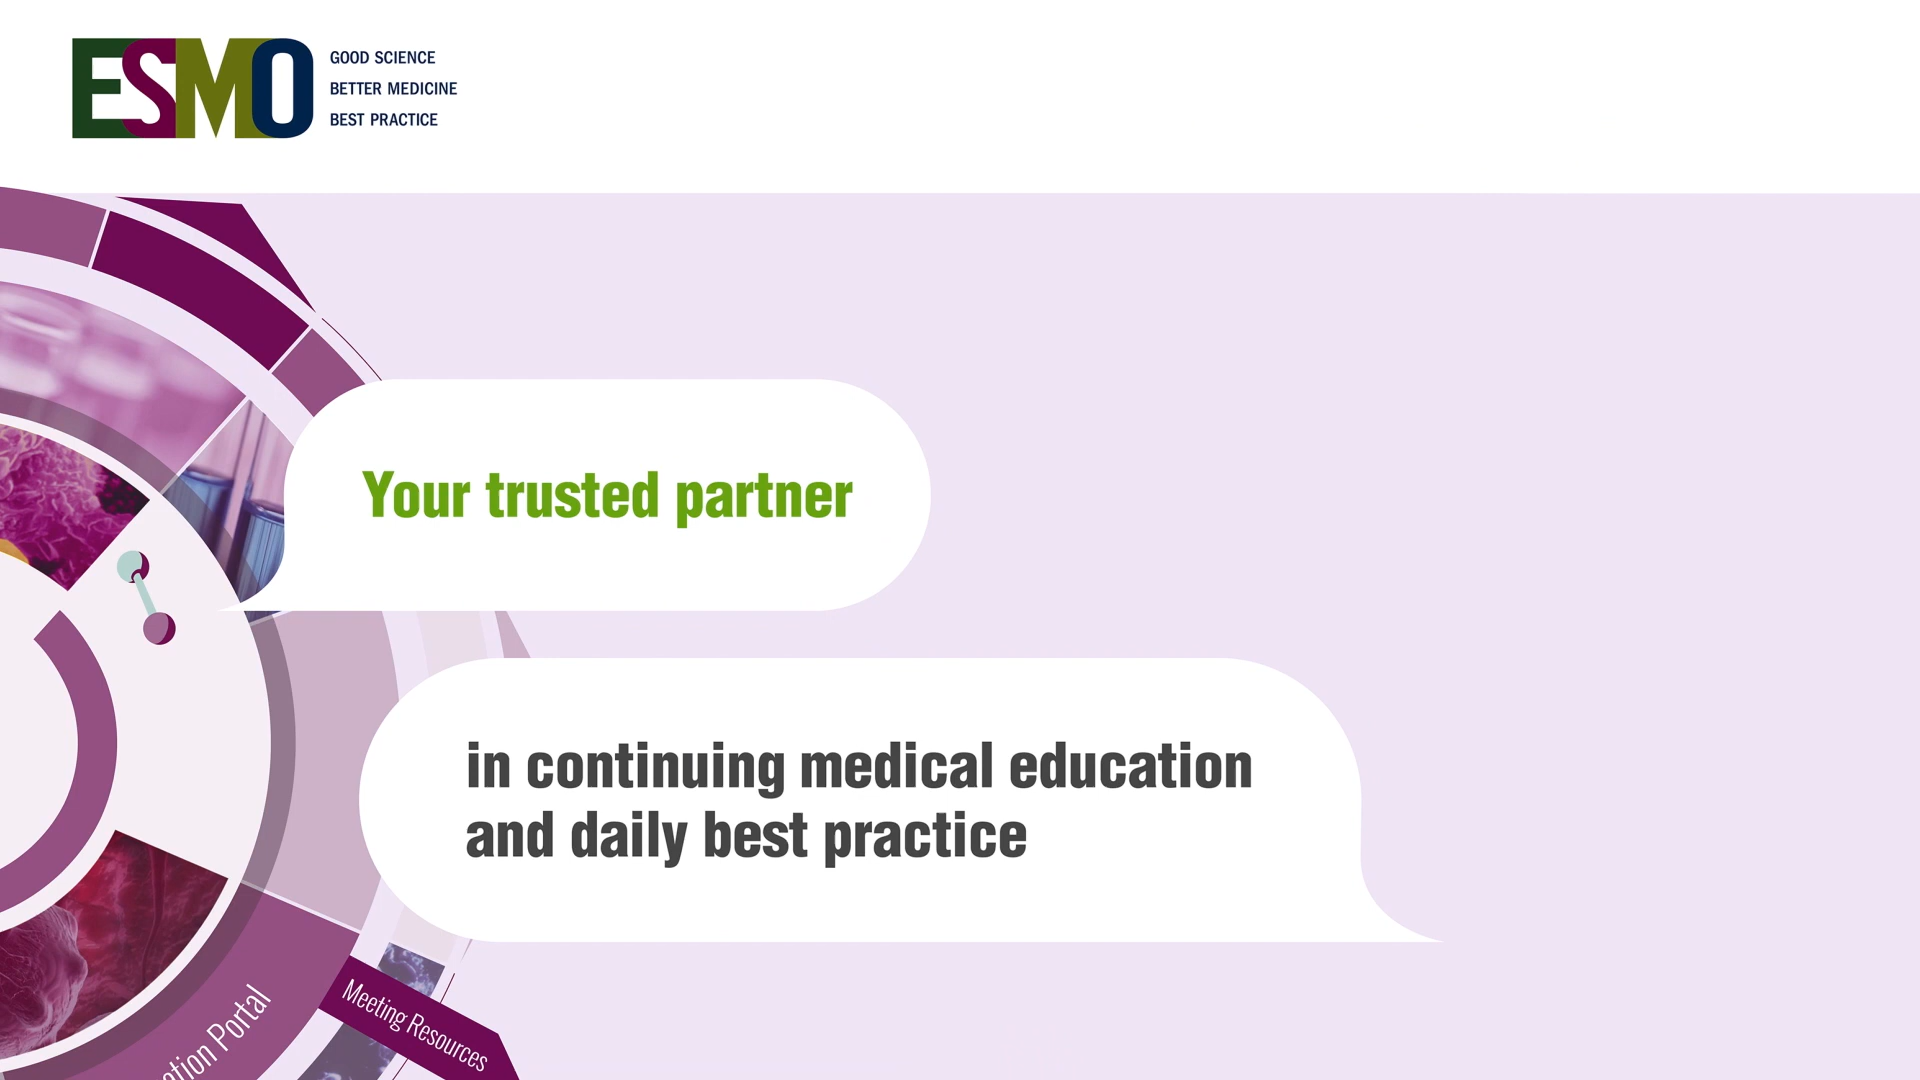 ESMO
GOOD SCIENCE
BETTER MEDICINE
BEST PRACTICE
Your trusted partner
in continuing medical education
and daily best practice
Meeting Resources
Portal